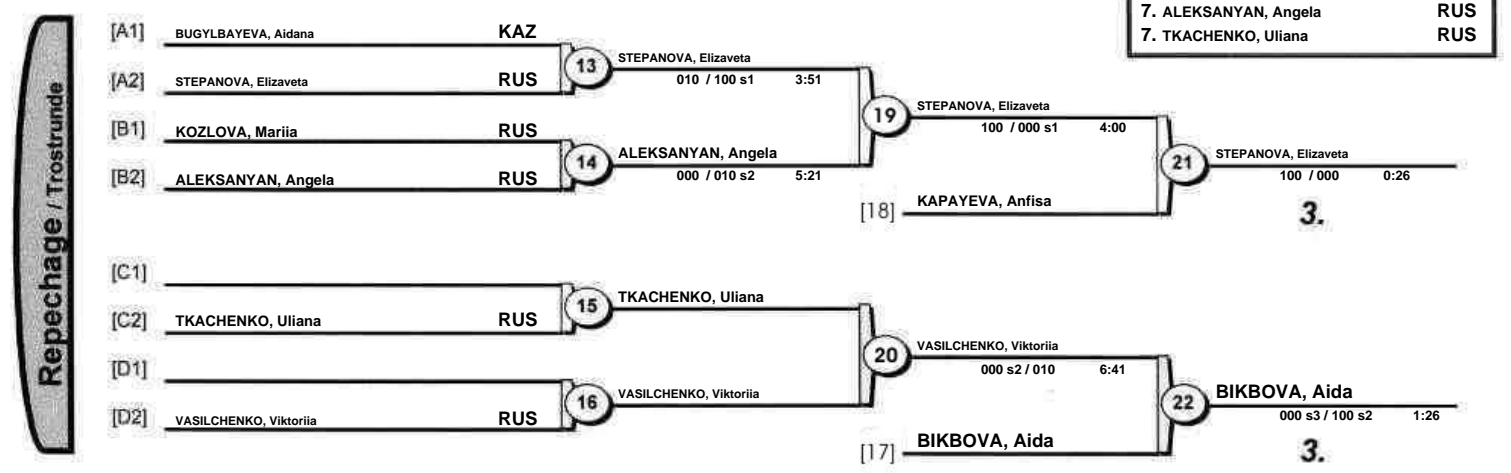 7. ALEKSANYAN, Angela RUS
7. TKACHENKO, Uliana RUS
Repechage / Trostrunde
[A1] BUGYLBAYEVA, Aidana KAZ
[A2] STEPANOVA, Elizaveta RUS
13 STEPANOVA, Elizaveta
010 / 100 s1 3:51
[B1] KOZLOVA, Mariia RUS
[B2] ALEKSANYAN, Angela RUS
14 ALEKSANYAN, Angela
000 / 010 s2 5:21
19 STEPANOVA, Elizaveta
100 / 000 s1 4:00
[18] KAPAYEVA, Anfisa
21 STEPANOVA, Elizaveta
100 / 000 0:26
3.
[C1]
[C2] TKACHENKO, Uliana RUS
15 TKACHENKO, Uliana
[D1]
[D2] VASILCHENKO, Viktoriia RUS
16 VASILCHENKO, Viktoriia
20 VASILCHENKO, Viktoriia
000 s2 / 010 6:41
[17] BIKBOVA, Aida
22 BIKBOVA, Aida
000 s3 / 100 s2 1:26
3.